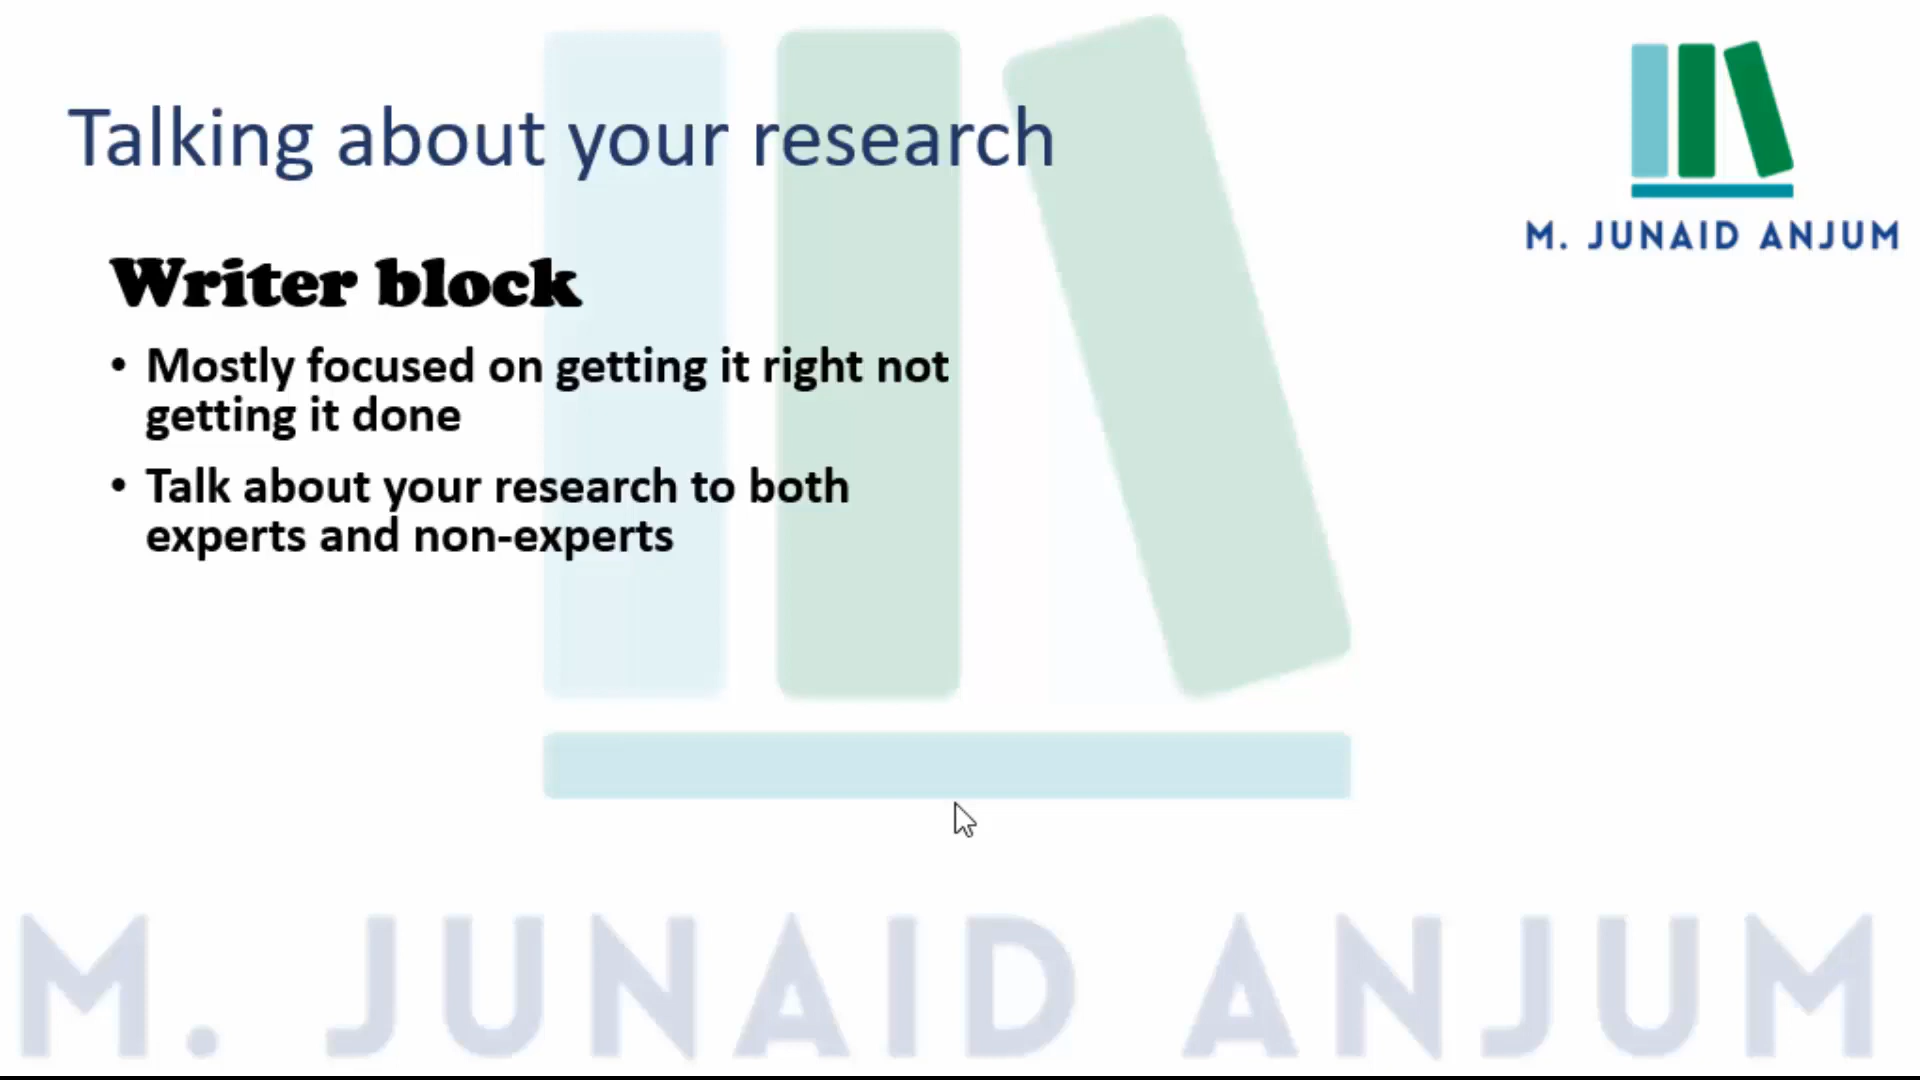 Talking about your research
M. JUNAID ANJUM
Writer block
• Mostly focused on getting it right not
getting it done
• Talk about your research to both
experts and non-experts
M. JUNAID ANJUM